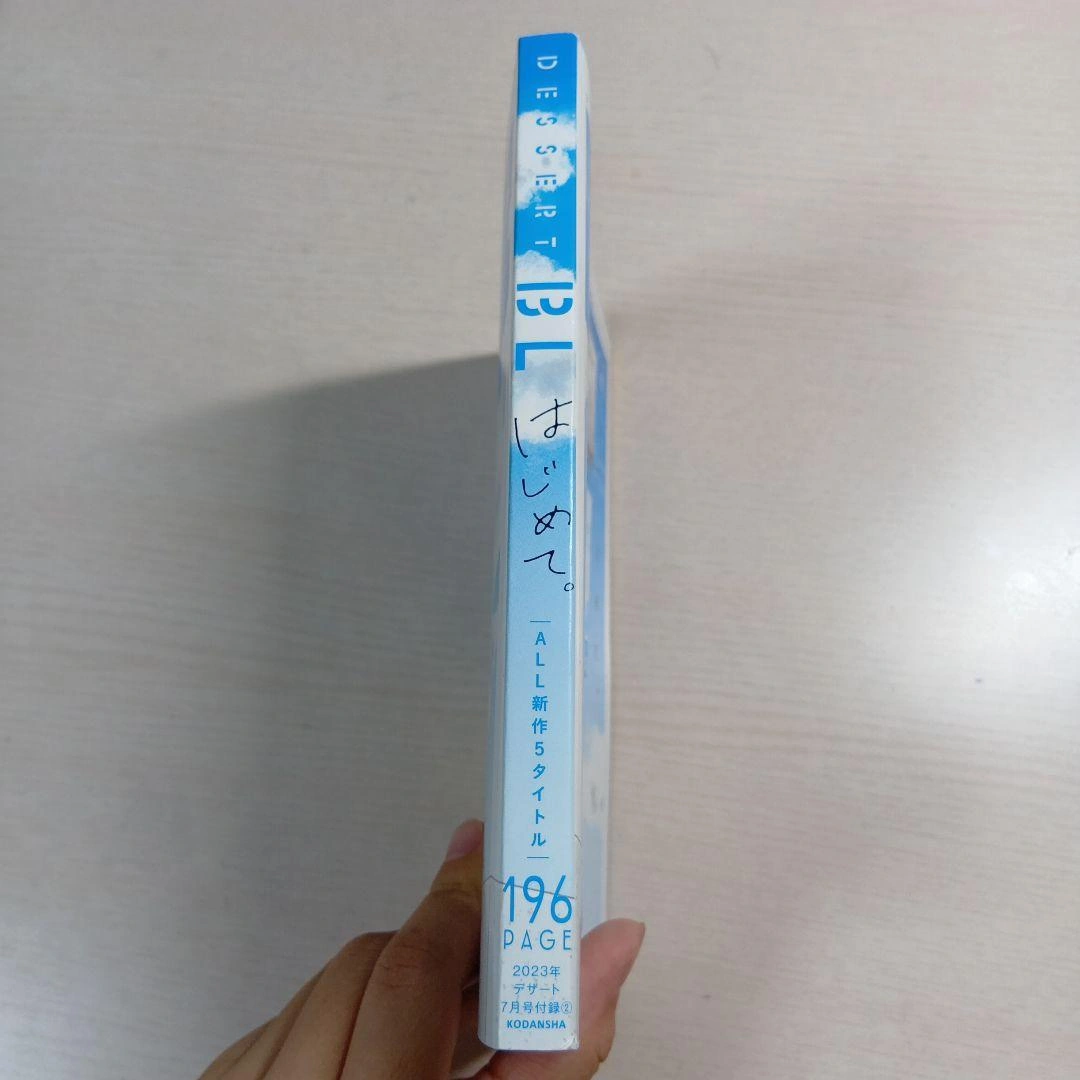 DESSERT
BL
はじめて。
ALL新作5タイトル
196
PAGE
2023年
デザート
7月号付録②
KODANSHA